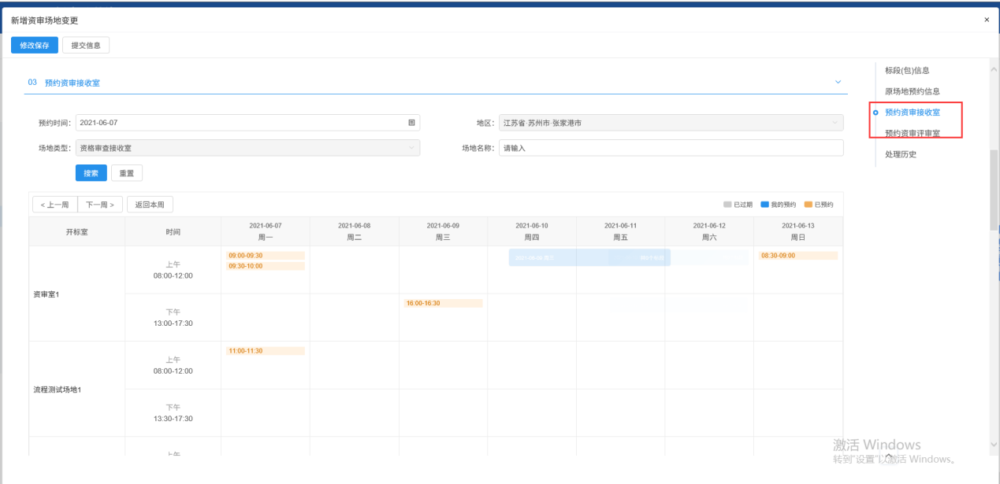 新增资审场地变更
×
修改保存 提交信息
03 预约资审接收室
标段(包)信息
原场地预约信息
预约资审接收室
预约资审评审室
处理历史
预约时间： 2021-06-07
地区： 江苏省·苏州市·张家港市
场地类型： 资格审查接收室
场地名称： 请输入
搜索 重置
< 上一周 下一周 > 返回本周
已过期 我的预约 已预约
开标室 时间 2021-06-07 2021-06-08 2021-06-09 2021-06-10 2021-06-11 2021-06-12 2021-06-13
周一 周二 周三 周四 周五 周六 周日
资审室1
上午
08:00-12:00
09:00-09:30
09:30-10:00
08:30-09:00
下午
13:00-17:30
16:00-16:30
流程测试场地1
上午
08:00-12:00
11:00-11:30
下午
13:30-17:30
上午
激活 Windows
转到"设置"以激活 Windows。